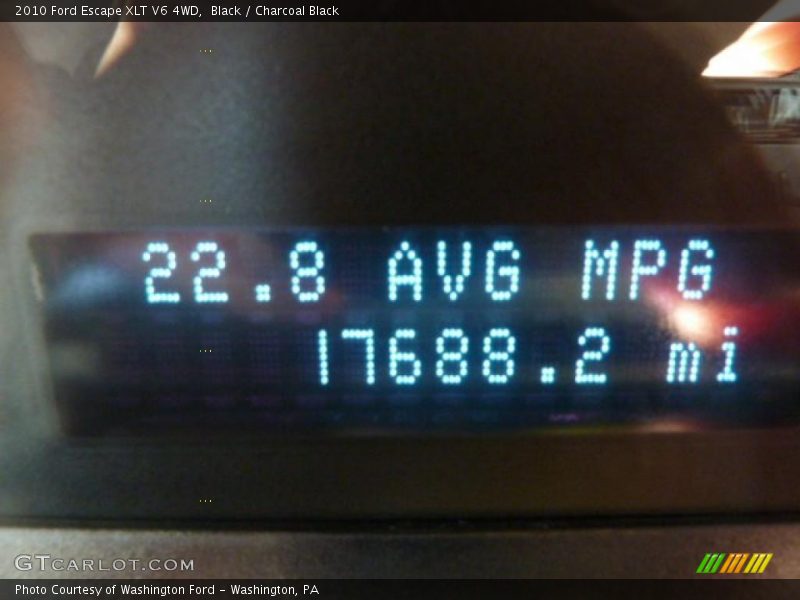 2010 Ford Escape XLT V6 4WD, Black / Charcoal Black
22.8 AVG MPG
17688.2 mi
GTCARLOT.COM
Photo Courtesy of Washington Ford - Washington, PA